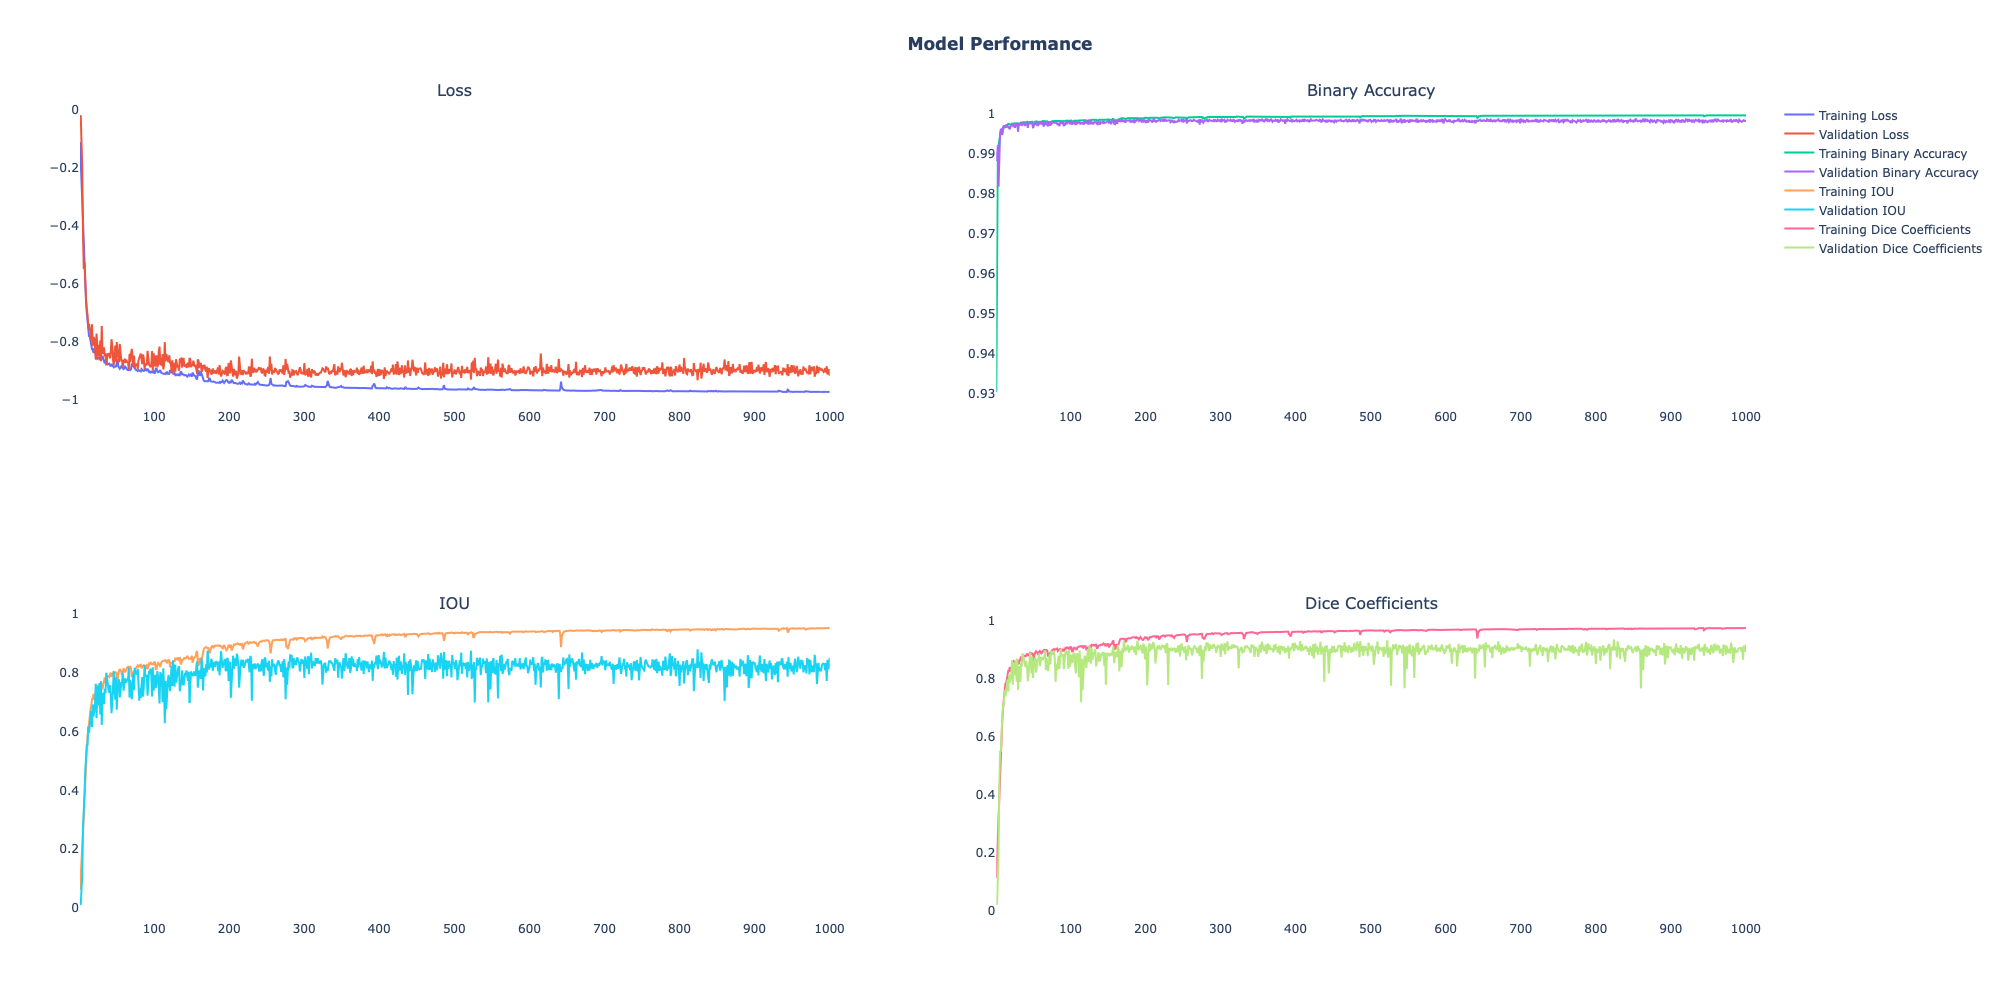 Model Performance
Loss
Binary Accuracy
0
−0.2
−0.4
−0.6
−0.8
−1
100 200 300 400 500 600 700 800 900 1000
1
0.99
0.98
0.97
0.96
0.95
0.94
0.93
100 200 300 400 500 600 700 800 900 1000
Training Loss
Validation Loss
Training Binary Accuracy
Validation Binary Accuracy
Training IOU
Validation IOU
Training Dice Coefficients
Validation Dice Coefficients
IOU
Dice Coefficients
1
0.8
0.6
0.4
0.2
0
100 200 300 400 500 600 700 800 900 1000
1
0.8
0.6
0.4
0.2
0
100 200 300 400 500 600 700 800 900 1000